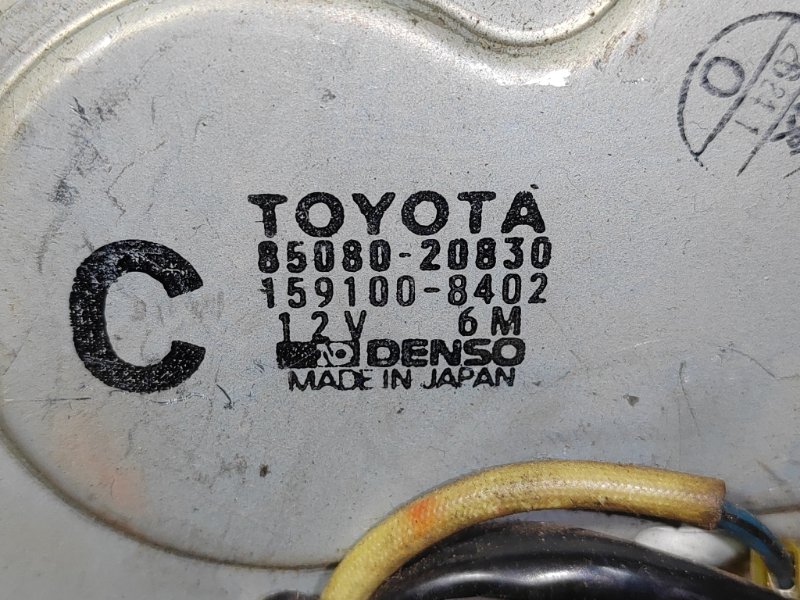 TOYOTA
85080-20830
159100-8402
12V 6M
DENSO
MADE IN JAPAN
C
O